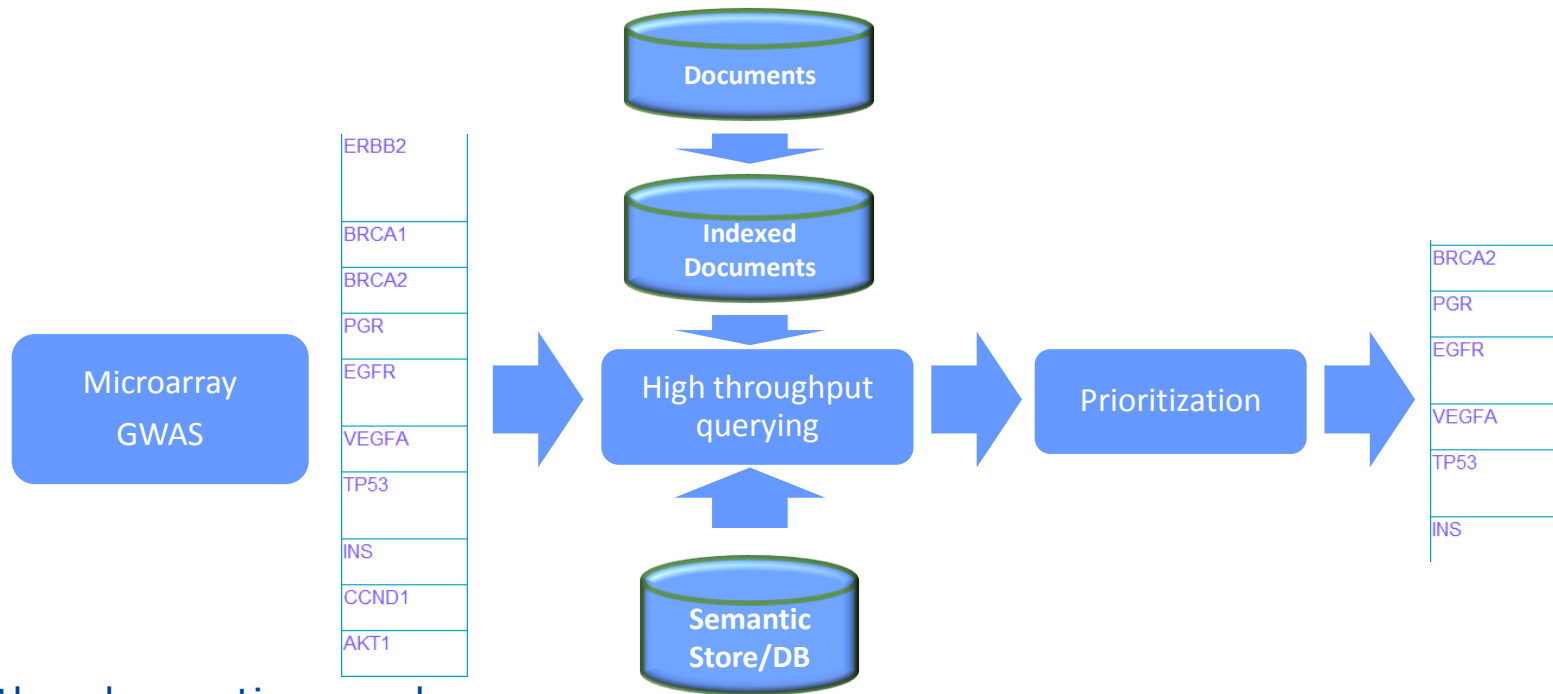 Documents
Indexed
Documents
Microarray
GWAS
ERBB2
BRCA1
BRCA2
PGR
EGFR
VEGFA
TP53
INS
CCND1
AKT1
High throughput
querying
Semantic
Store/DB
Prioritization
BRCA2
PGR
EGFR
VEGFA
TP53
INS